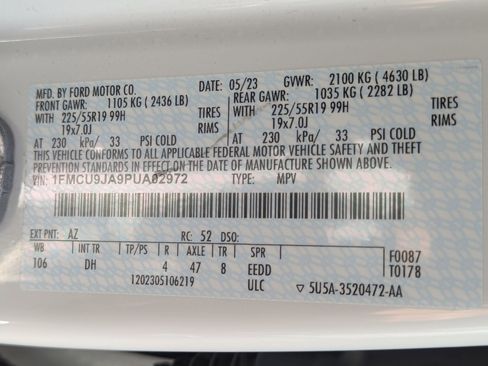 MFD. BY FORD MOTOR CO.
DATE: 05/23 GVWR: 2100 KG ( 4630 LB)
FRONT GAWR: 1105 KG ( 2436 LB) REAR GAWR: 1035 KG ( 2282 LB)
WITH 225/55R19 99H TIRES WITH 225/55R19 99H TIRES
19x7.0J RIMS 19x7.0J RIMS
AT 230 kPa/ 33 PSI COLD AT 230 kPa/ 33 PSI COLD
THIS VEHICLE CONFORMS TO ALL APPLICABLE FEDERAL MOTOR VEHICLE SAFETY AND THEFT
PREVENTION STANDARDS IN EFFECT ON THE DATE OF MANUFACTURE SHOWN ABOVE.
VIN: 1FMCU9JA9PUA02972 TYPE: MPV
EXT PNT: AZ RC: 52 DSO:
WB INT TR TP/PS R AXLE TR SPR F0087
106 DH 4 47 8 EEDD T0178
1202305106219 ULC ▽ 5U5A-3520472-AA